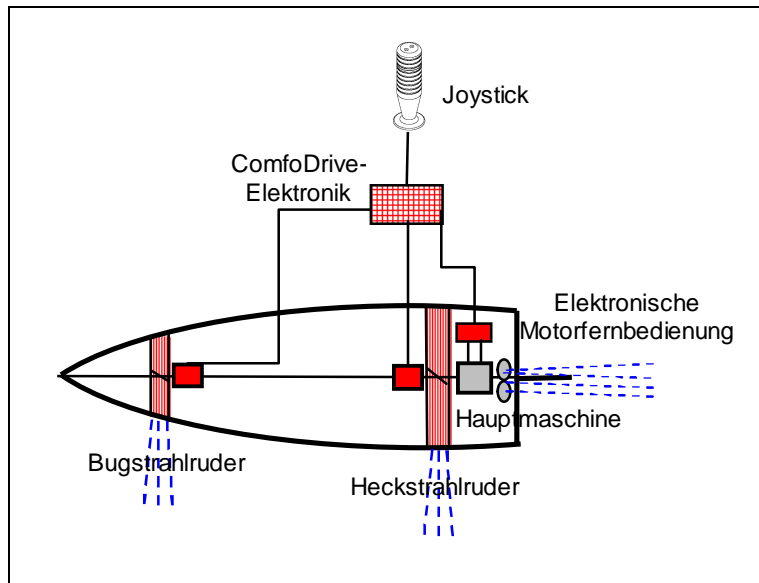 Joystick
ComfoDrive-
Elektronik
Elektronische
Motorfernbedienung
Hauptmaschine
Bugstrahlruder
Heckstrahlruder